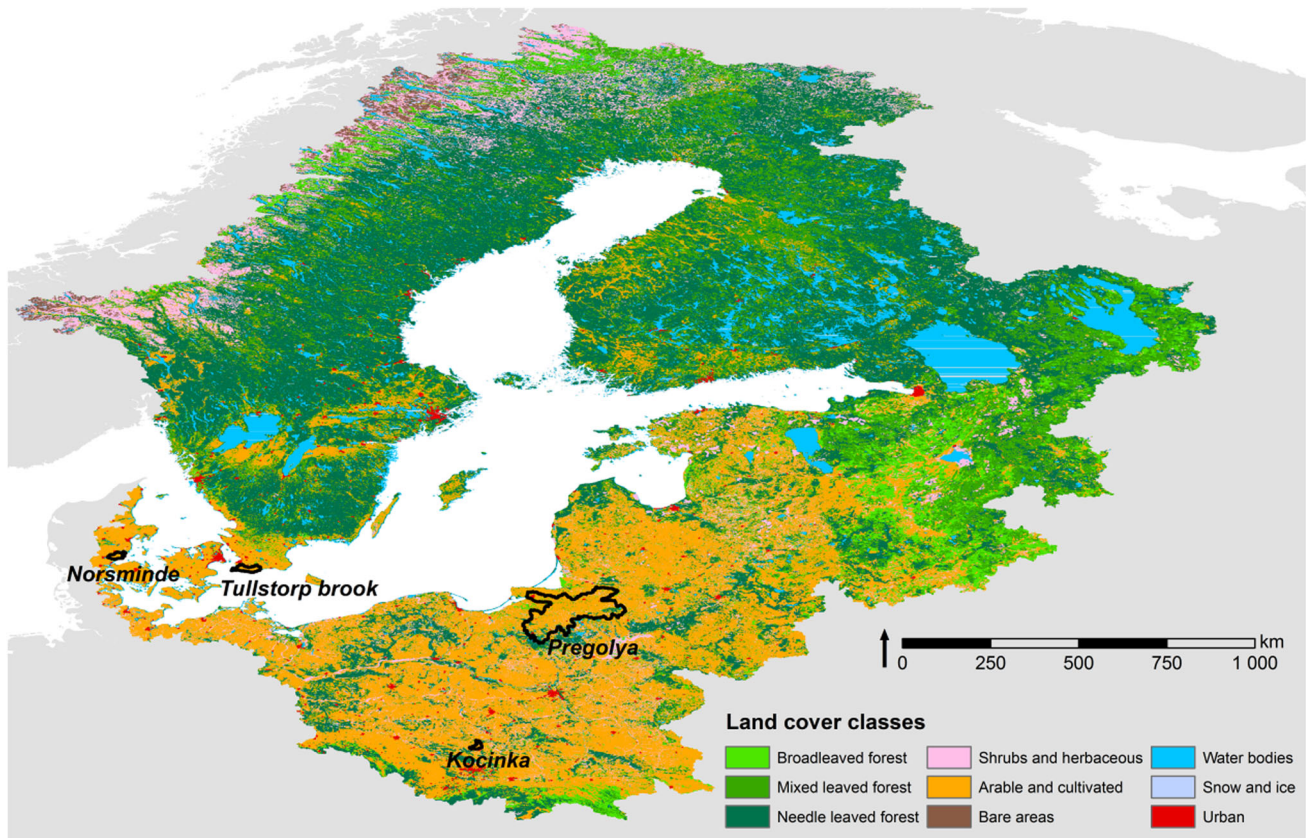 Norsminde
Tullstorp brook
Pregolya
Kocinka
km
0 250 500 750 1 000
Land cover classes
Broadleaved forest Shrubs and herbaceous Water bodies
Mixed leaved forest Arable and cultivated Snow and ice
Needle leaved forest Bare areas Urban